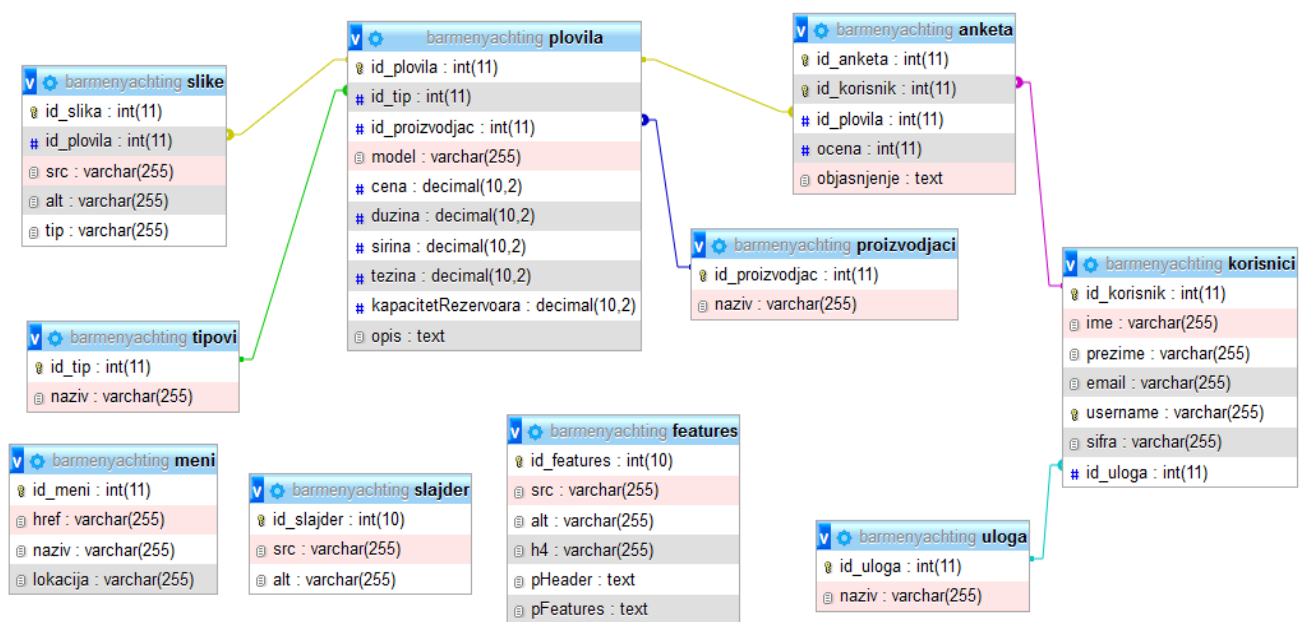 v barmenyachting slike
id_slika : int(11)
# id_plovila : int(11)
src : varchar(255)
alt : varchar(255)
tip : varchar(255)
v barmenyachting plovila
id_plovila : int(11)
# id_tip : int(11)
# id_proizvodjac : int(11)
model : varchar(255)
# cena : decimal(10,2)
# duzina : decimal(10,2)
# sirina : decimal(10,2)
# tezina : decimal(10,2)
# kapacitetRezervoara : decimal(10,2)
opis : text
v barmenyachting anketa
id_anketa : int(11)
id_korisnik : int(11)
# id_plovila : int(11)
# ocena : int(11)
objasnjenje : text
v barmenyachting proizvodjaci
id_proizvodjac : int(11)
naziv : varchar(255)
v barmenyachting korisnici
id_korisnik : int(11)
ime : varchar(255)
prezime : varchar(255)
email : varchar(255)
username : varchar(255)
sifra : varchar(255)
# id_uloga : int(11)
v barmenyachting tipovi
id_tip : int(11)
naziv : varchar(255)
v barmenyachting meni
id_meni : int(11)
href : varchar(255)
naziv : varchar(255)
lokacija : varchar(255)
v barmenyachting slajder
id_slajder : int(10)
src : varchar(255)
alt : varchar(255)
v barmenyachting features
id_features : int(10)
src : varchar(255)
alt : varchar(255)
h4 : varchar(255)
pHeader : text
pFeatures : text
v barmenyachting uloga
id_uloga : int(11)
naziv : varchar(255)